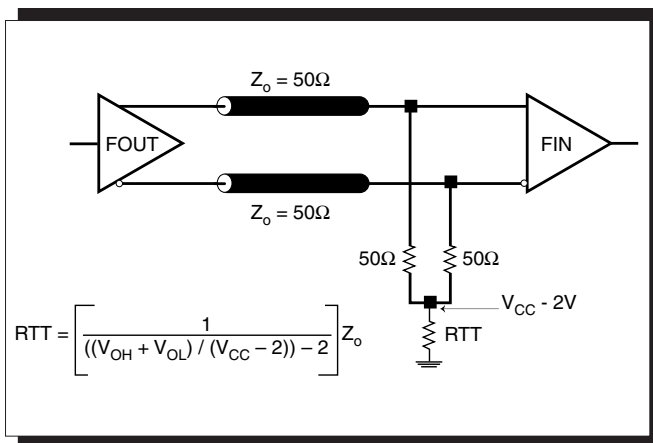 Zo = 50Ω
FOUT
FIN
Zo = 50Ω
50Ω 50Ω
VCC - 2V
RTT
RTT = [ 1 / (((VOH + VOL) / (VCC – 2)) – 2) ] Zo